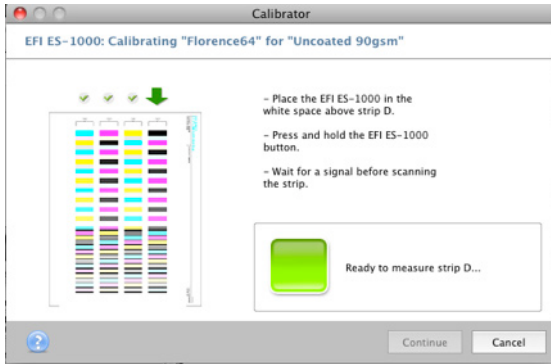 Calibrator
EFI ES-1000: Calibrating "Florence64" for "Uncoated 90gsm"
- Place the EFI ES-1000 in the
white space above strip D.
- Press and hold the EFI ES-1000
button.
- Wait for a signal before scanning
the strip.
Ready to measure strip D...
?
Continue
Cancel